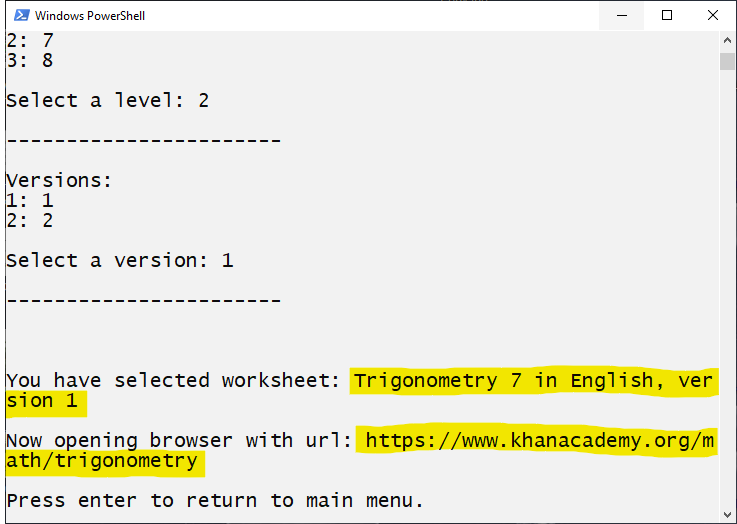 Windows PowerShell
2: 7
3: 8
Select a level: 2
-----------------------
Versions:
1: 1
2: 2
Select a version: 1
-----------------------
You have selected worksheet: Trigonometry 7 in English, ver
sion 1
Now opening browser with url: https://www.khanacademy.org/m
ath/trigonometry
Press enter to return to main menu.